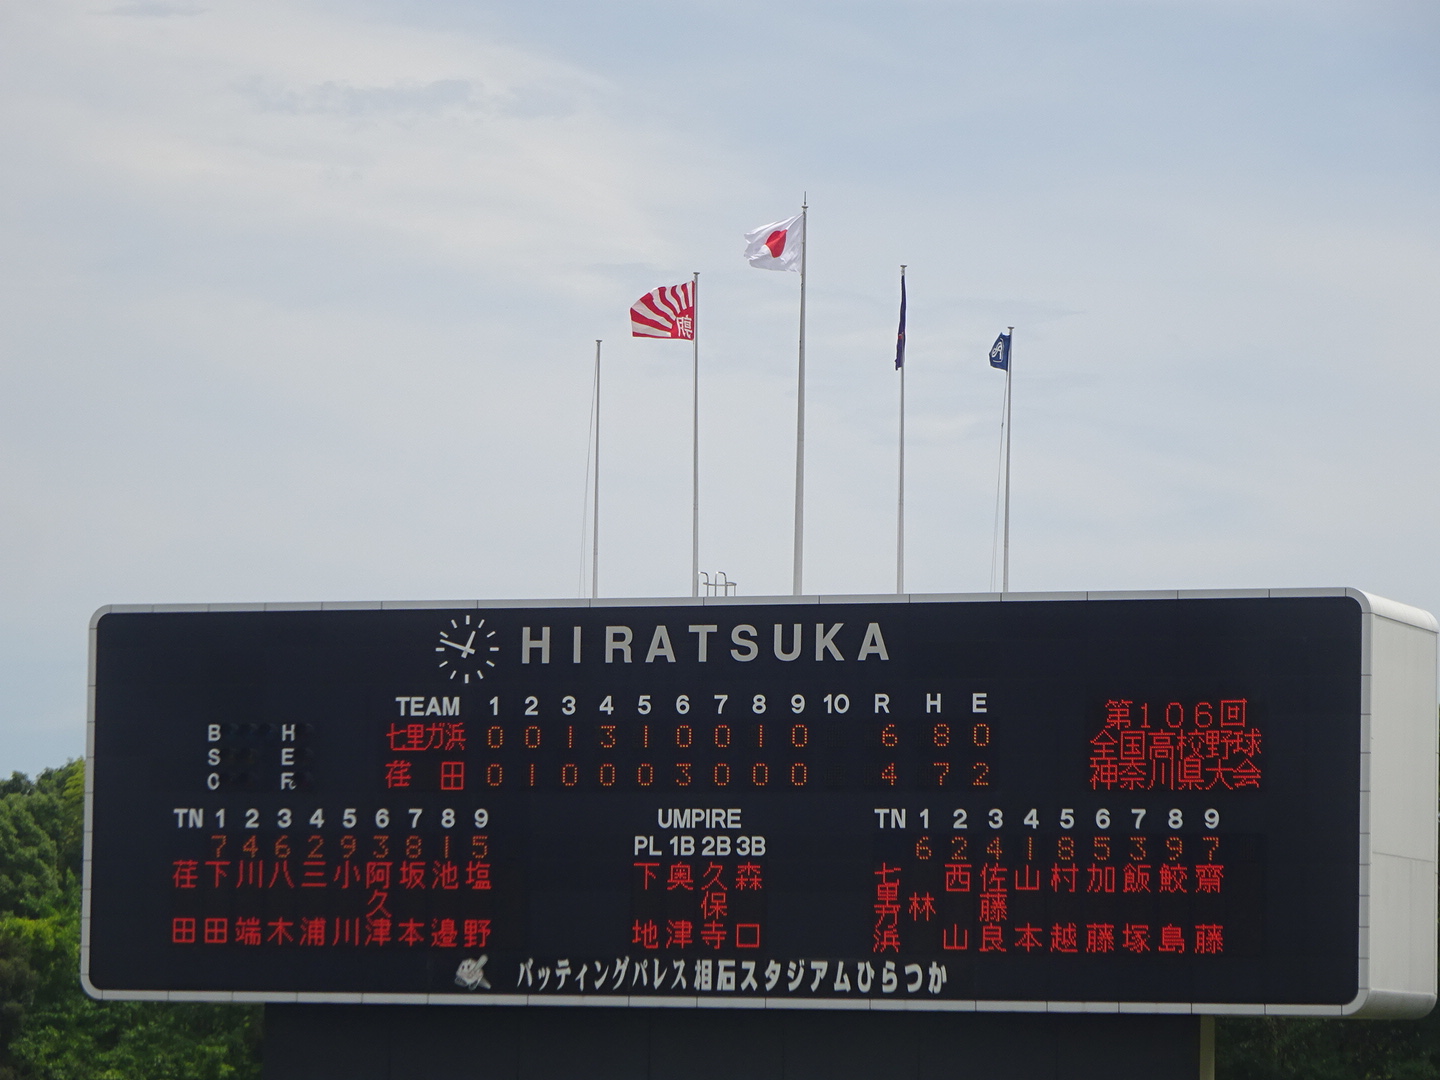 HIRATSUKA
TEAM 1 2 3 4 5 6 7 8 9 10 R H E
七里ガ浜 0 0 1 3 1 0 0 1 0 6 8 0
荏田 0 1 0 0 0 3 0 0 0 4 7 2
B H
S E
O Fc
第106回
全国高校野球
神奈川県大会
TN 1 2 3 4 5 6 7 8 9
7 4 6 2 9 3 8 1 5
荏田 下田 川端 八木 三浦 小川 阿久津 坂本 池邉 塩野
UMPIRE
PL 1B 2B 3B
下地 奥津 久保寺 森口
TN 1 2 3 4 5 6 7 8 9
6 2 4 1 8 5 3 9 7
七里ガ浜 林 西山 佐藤良 山本 村越 加藤 飯塚 鮫島 齋藤
バッティングパレス相石スタジアムひらつか